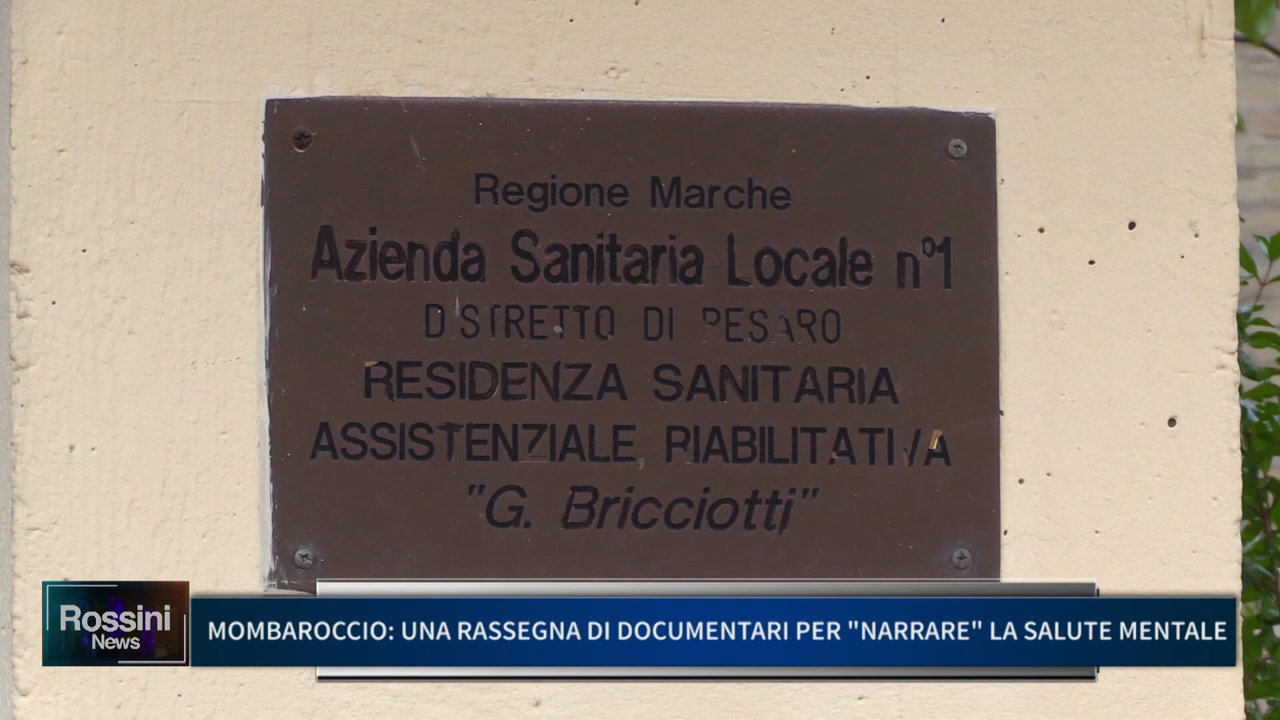 Regione Marche
Azienda Sanitaria Locale n°1
DISTRETTO DI PESARO
RESIDENZA SANITARIA
ASSISTENZIALE RIABILITATIVA
"G. Bricciotti"
Rossini
News
MOMBAROCCIO: UNA RASSEGNA DI DOCUMENTARI PER "NARRARE" LA SALUTE MENTALE